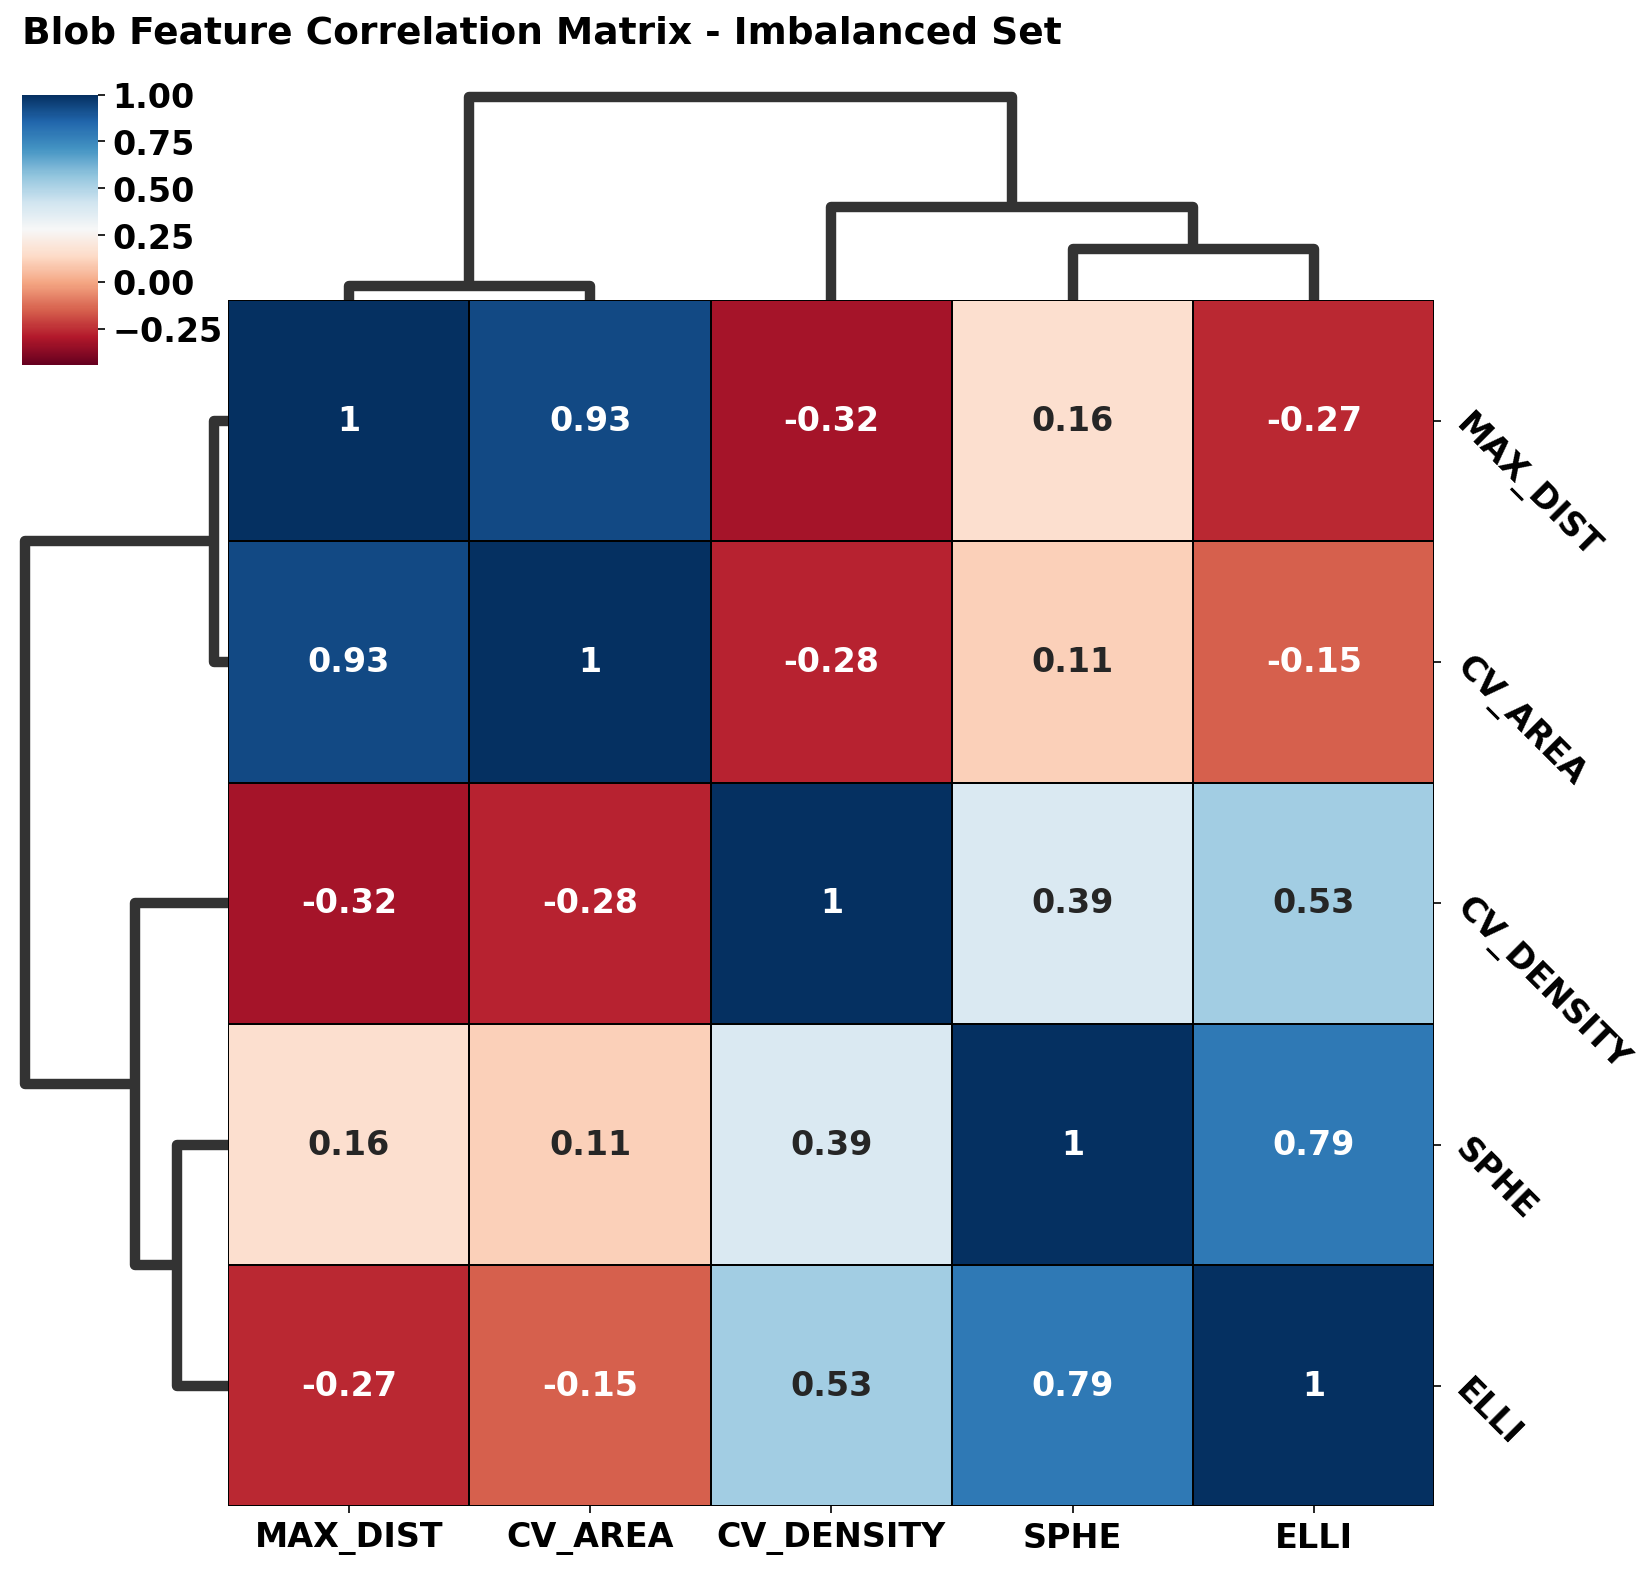 Blob Feature Correlation Matrix - Imbalanced Set
1.00
0.75
0.50
0.25
0.00
−0.25
1 0.93 -0.32 0.16 -0.27 MAX_DIST
0.93 1 -0.28 0.11 -0.15 CV_AREA
-0.32 -0.28 1 0.39 0.53 CV_DENSITY
0.16 0.11 0.39 1 0.79 SPHE
-0.27 -0.15 0.53 0.79 1 ELLI
MAX_DIST CV_AREA CV_DENSITY SPHE ELLI